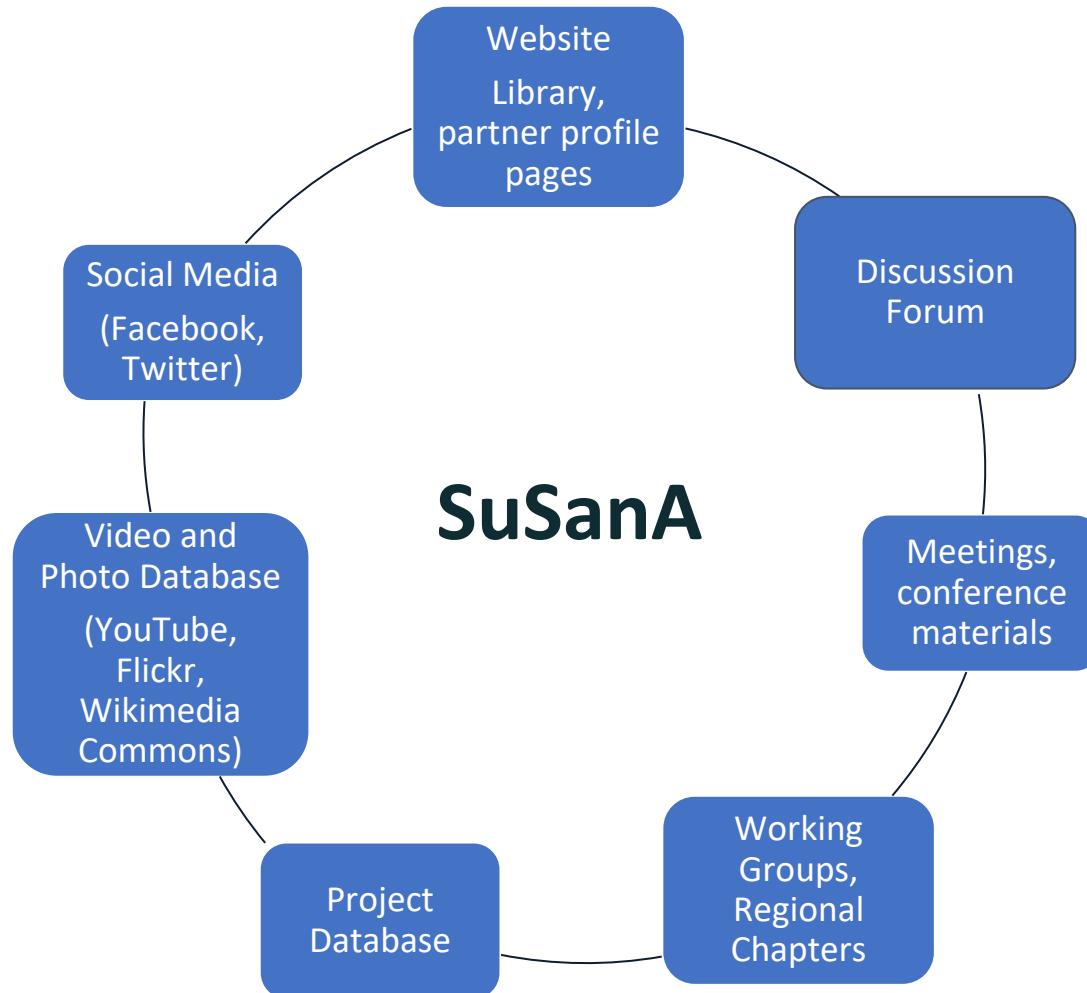 Website
Library,
partner profile
pages
Discussion
Forum
Meetings,
conference
materials
Working
Groups,
Regional
Chapters
Project
Database
Video and
Photo Database
(YouTube,
Flickr,
Wikimedia
Commons)
Social Media
(Facebook,
Twitter)
SuSanA